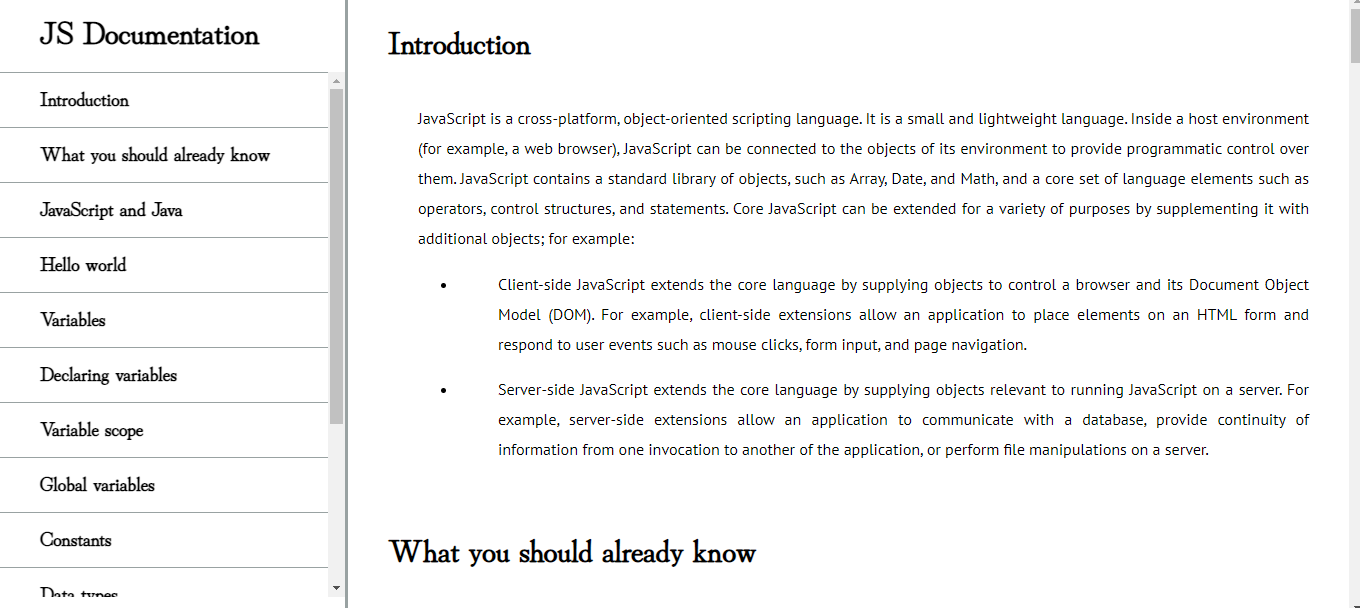 JS Documentation
Introduction
What you should already know
JavaScript and Java
Hello world
Variables
Declaring variables
Variable scope
Global variables
Constants
Data types
Introduction
JavaScript is a cross-platform, object-oriented scripting language. It is a small and lightweight language. Inside a host environment
(for example, a web browser), JavaScript can be connected to the objects of its environment to provide programmatic control over
them. JavaScript contains a standard library of objects, such as Array, Date, and Math, and a core set of language elements such as
operators, control structures, and statements. Core JavaScript can be extended for a variety of purposes by supplementing it with
additional objects; for example:
• Client-side JavaScript extends the core language by supplying objects to control a browser and its Document Object
Model (DOM). For example, client-side extensions allow an application to place elements on an HTML form and
respond to user events such as mouse clicks, form input, and page navigation.
• Server-side JavaScript extends the core language by supplying objects relevant to running JavaScript on a server. For
example, server-side extensions allow an application to communicate with a database, provide continuity of
information from one invocation to another of the application, or perform file manipulations on a server.
What you should already know